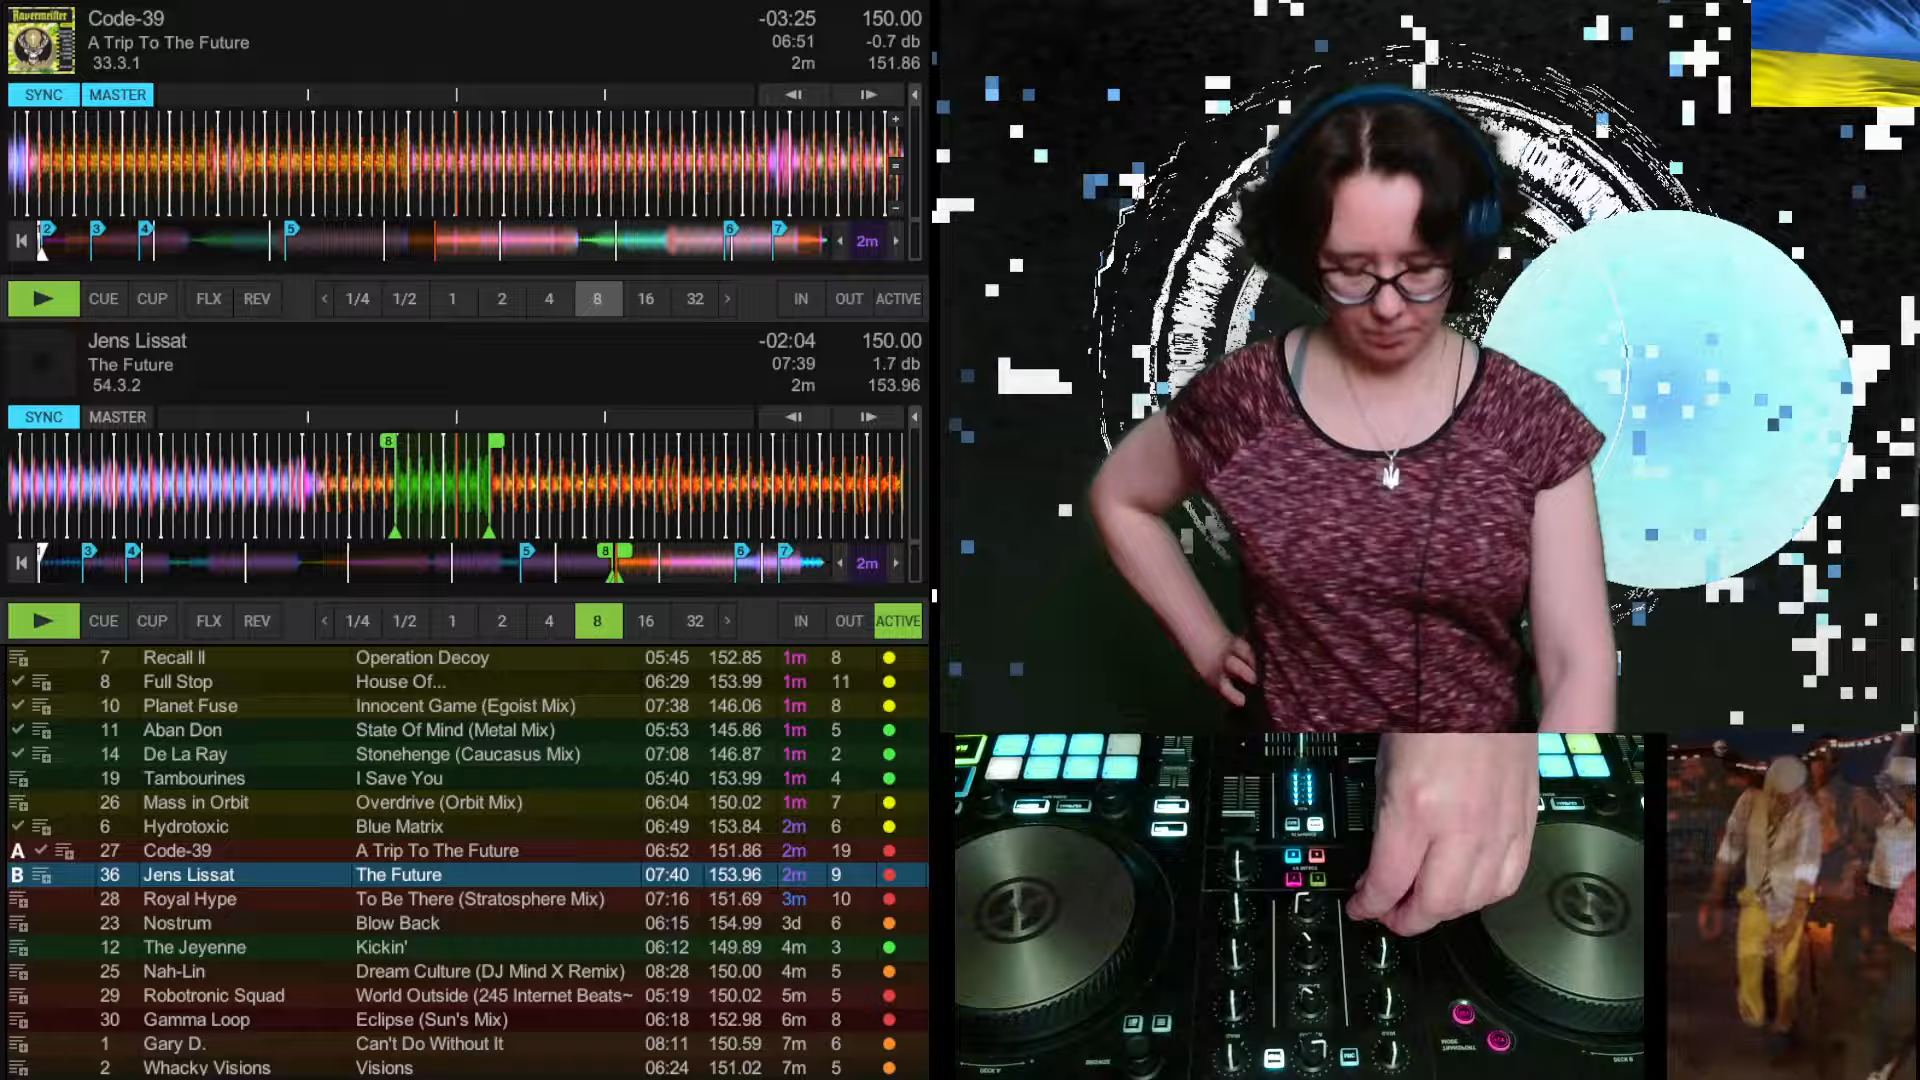 Ravermeister
Code-39 -03:25 150.00
A Trip To The Future 06:51 -0.7 db
33.3.1 2m 151.86
SYNC MASTER
2 3 4 5 6 7 2m
CUE CUP FLX REV 1/4 1/2 1 2 4 8 16 32 IN OUT ACTIVE
Jens Lissat -02:04 150.00
The Future 07:39 1.7 db
54.3.2 2m 153.96
SYNC MASTER
8
1 3 4 5 8 6 7 2m
CUE CUP FLX REV 1/4 1/2 1 2 4 8 16 32 IN OUT ACTIVE
7 Recall II Operation Decoy 05:45 152.85 1m 8
8 Full Stop House Of... 06:29 153.99 1m 11
10 Planet Fuse Innocent Game (Egoist Mix) 07:38 146.06 1m 8
11 Aban Don State Of Mind (Metal Mix) 05:53 145.86 1m 5
14 De La Ray Stonehenge (Caucasus Mix) 07:08 146.87 1m 2
19 Tambourines I Save You 05:40 153.99 1m 4
26 Mass in Orbit Overdrive (Orbit Mix) 06:04 150.02 1m 7
6 Hydrotoxic Blue Matrix 06:49 153.84 2m 6
A 27 Code-39 A Trip To The Future 06:52 151.86 2m 19
B 36 Jens Lissat The Future 07:40 153.96 2m 9
28 Royal Hype To Be There (Stratosphere Mix) 07:16 151.69 3m 10
23 Nostrum Blow Back 06:15 154.99 3d 6
12 The Jeyenne Kickin' 06:12 149.89 4m 3
25 Nah-Lin Dream Culture (DJ Mind X Remix) 08:28 150.00 4m 5
29 Robotronic Squad World Outside (245 Internet Beats~ 05:19 150.02 5m 5
30 Gamma Loop Eclipse (Sun's Mix) 06:18 152.98 6m 8
1 Gary D. Can't Do Without It 08:11 150.59 7m 6
2 Whacky Visions Visions 06:24 151.02 7m 5